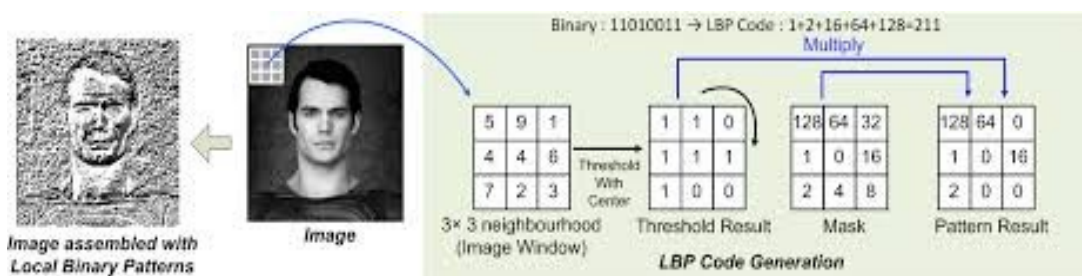 Binary : 11010011 → LBP Code : 1+2+16+64+128=211
Multiply
5 9 1
4 4 6
7 2 3
Threshold
With
Center
1 1 0
1 1 1
1 0 0
128 64 32
1 0 16
2 4 8
128 64 0
1 0 16
2 0 0
3× 3 neighbourhood
(Image Window)
Threshold Result
Mask
Pattern Result
LBP Code Generation
Image
Image assembled with
Local Binary Patterns